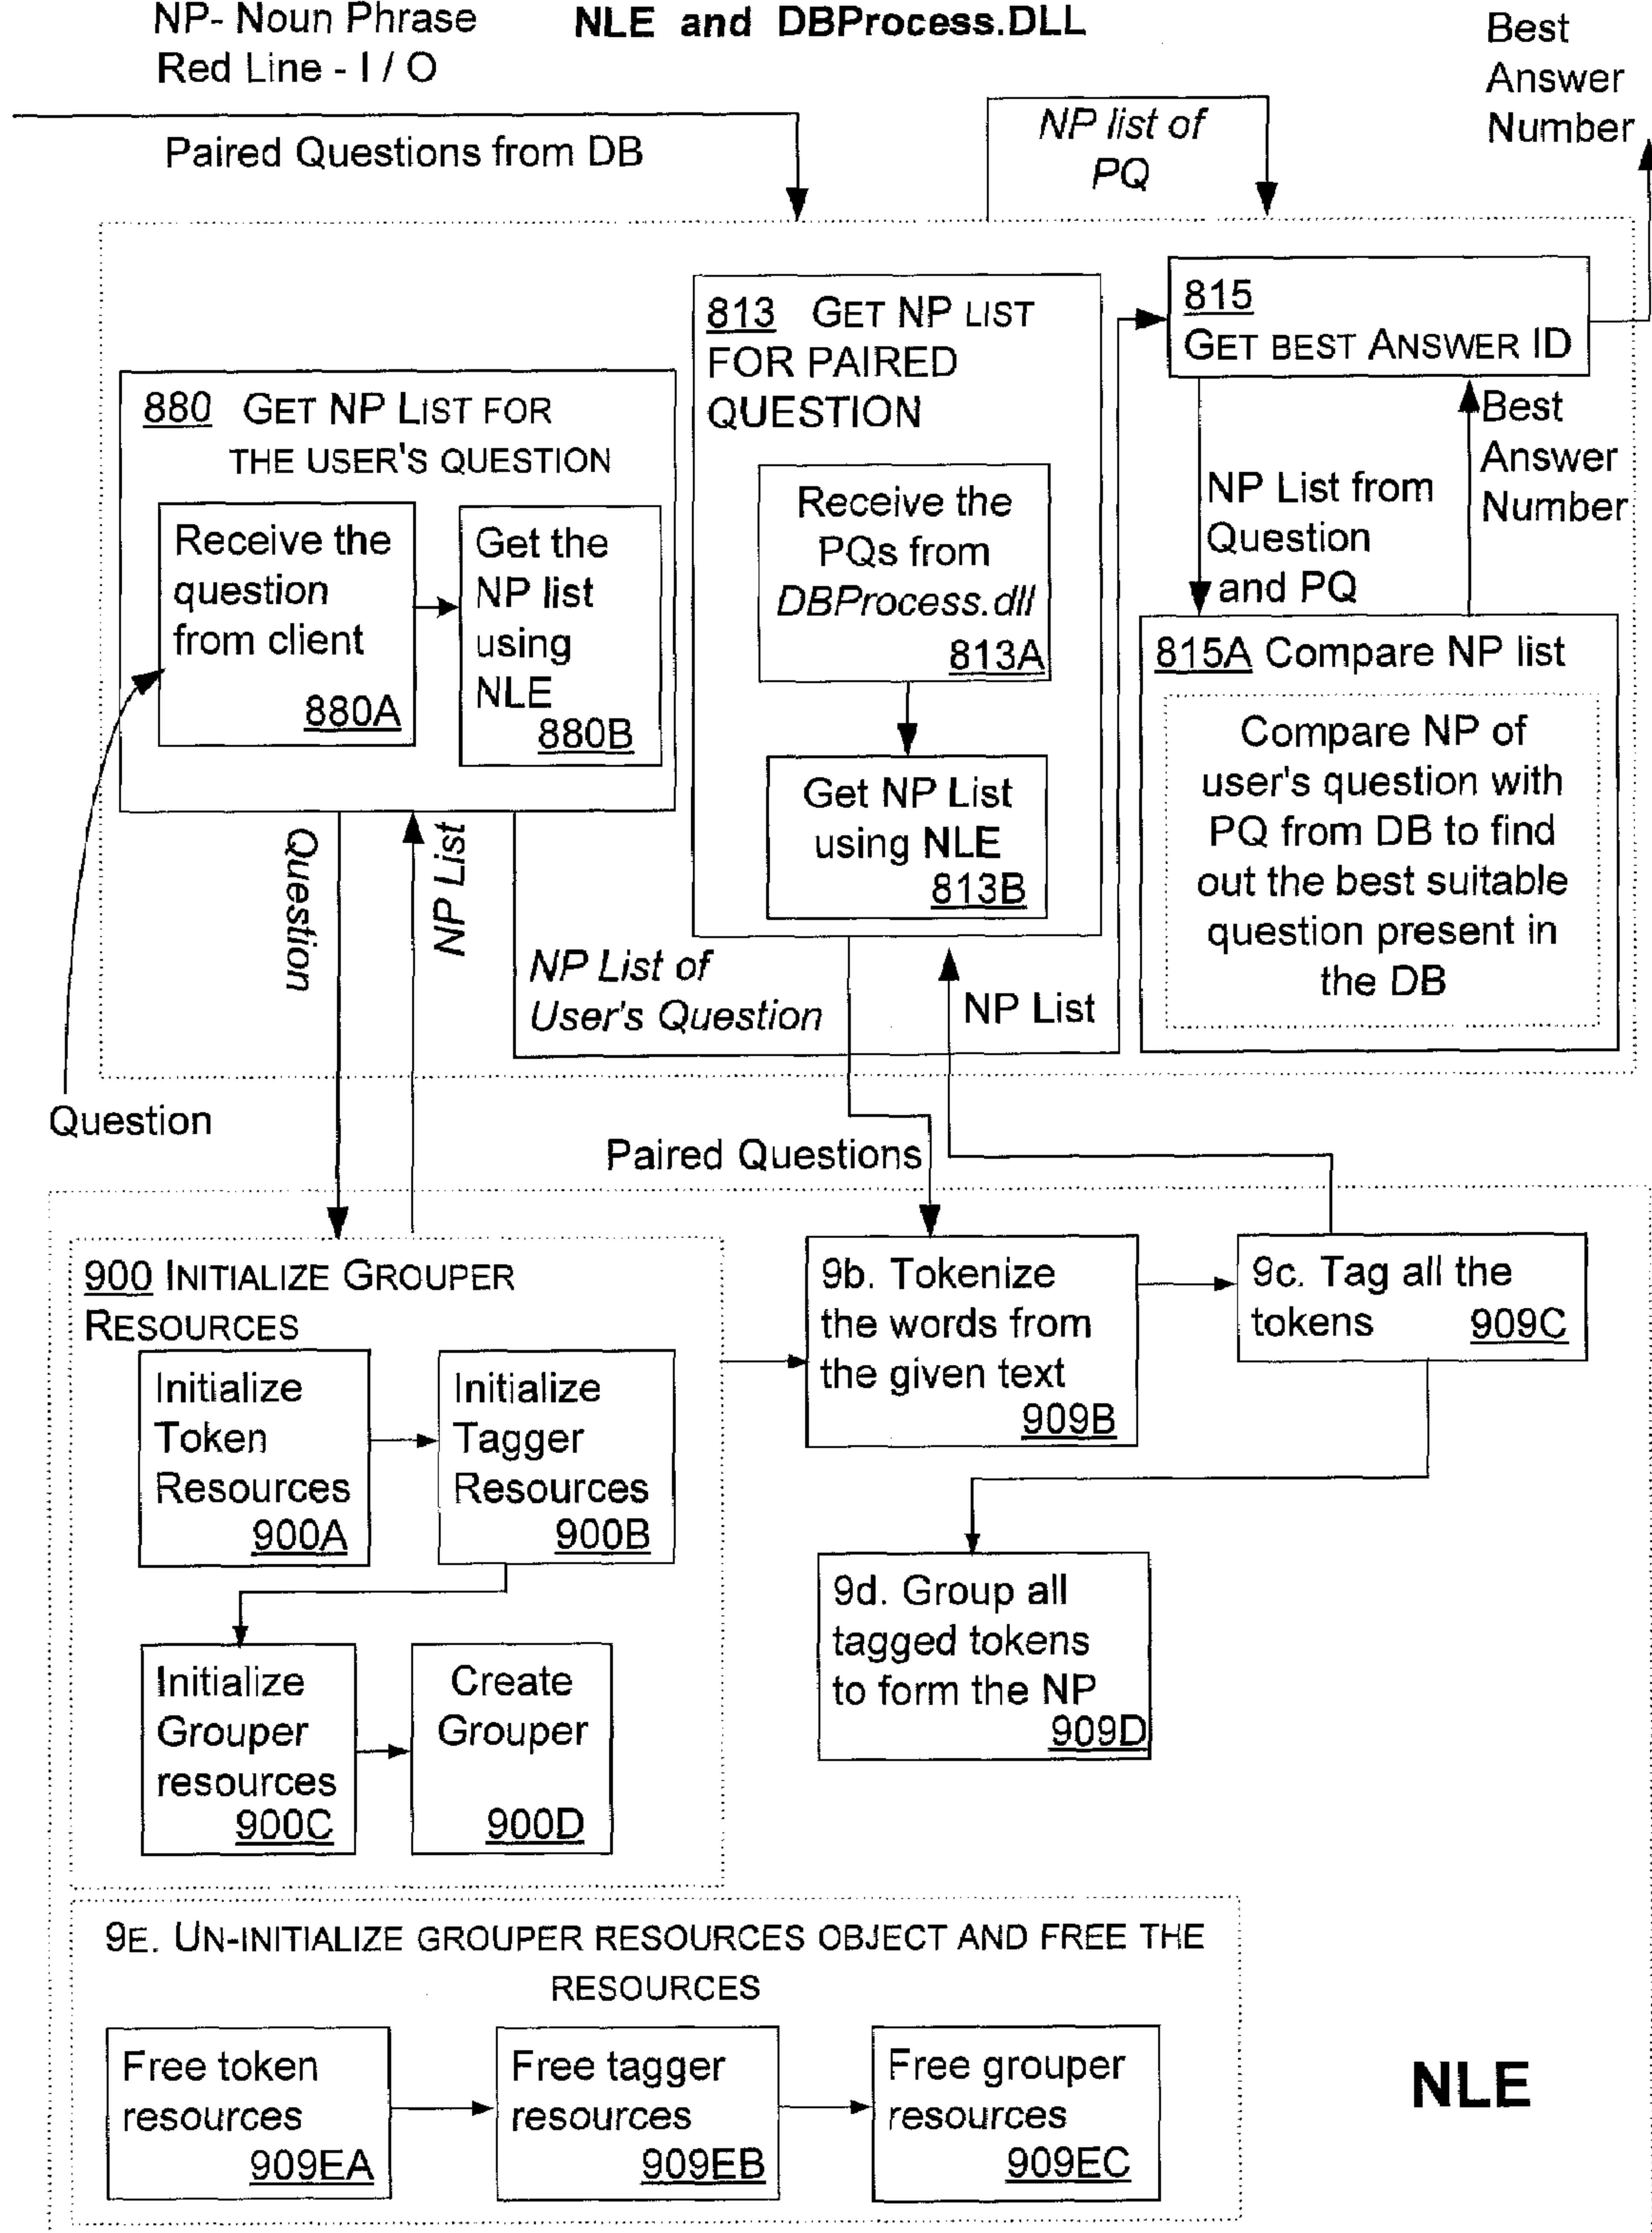 NP- Noun Phrase
Red Line - I / O
NLE and DBProcess.DLL
Best
Answer
Number
Paired Questions from DB
NP list of
PQ
880 GET NP LIST FOR
THE USER'S QUESTION
Receive the
question
from client
880A
Get the
NP list
using
NLE
880B
813 GET NP LIST
FOR PAIRED
QUESTION
Receive the
PQs from
DBProcess.dll
813A
Get NP List
using NLE
813B
815
GET BEST ANSWER ID
NP List from
Question
and PQ
Best
Answer
Number
815A Compare NP list
Compare NP of
user's question with
PQ from DB to find
out the best suitable
question present in
the DB
Question
NP List
NP List of
User's Question
NP List
Question
Paired Questions
900 INITIALIZE GROUPER
RESOURCES
Initialize
Token
Resources
900A
Initialize
Tagger
Resources
900B
Initialize
Grouper
resources
900C
Create
Grouper
900D
9b. Tokenize
the words from
the given text
909B
9c. Tag all the
tokens 909C
9d. Group all
tagged tokens
to form the NP
909D
9E. UN-INITIALIZE GROUPER RESOURCES OBJECT AND FREE THE
RESOURCES
Free token
resources
909EA
Free tagger
resources
909EB
Free grouper
resources
909EC
NLE